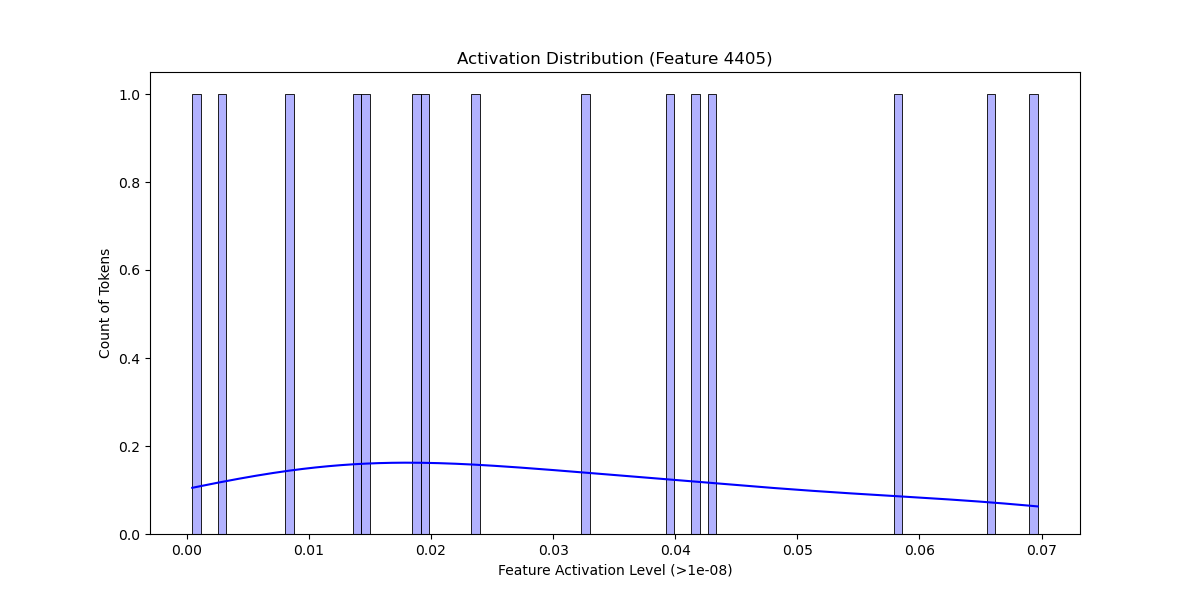 Activation Distribution (Feature 4405)
Count of Tokens
1.0
0.8
0.6
0.4
0.2
0.0
0.00 0.01 0.02 0.03 0.04 0.05 0.06 0.07
Feature Activation Level (>1e-08)